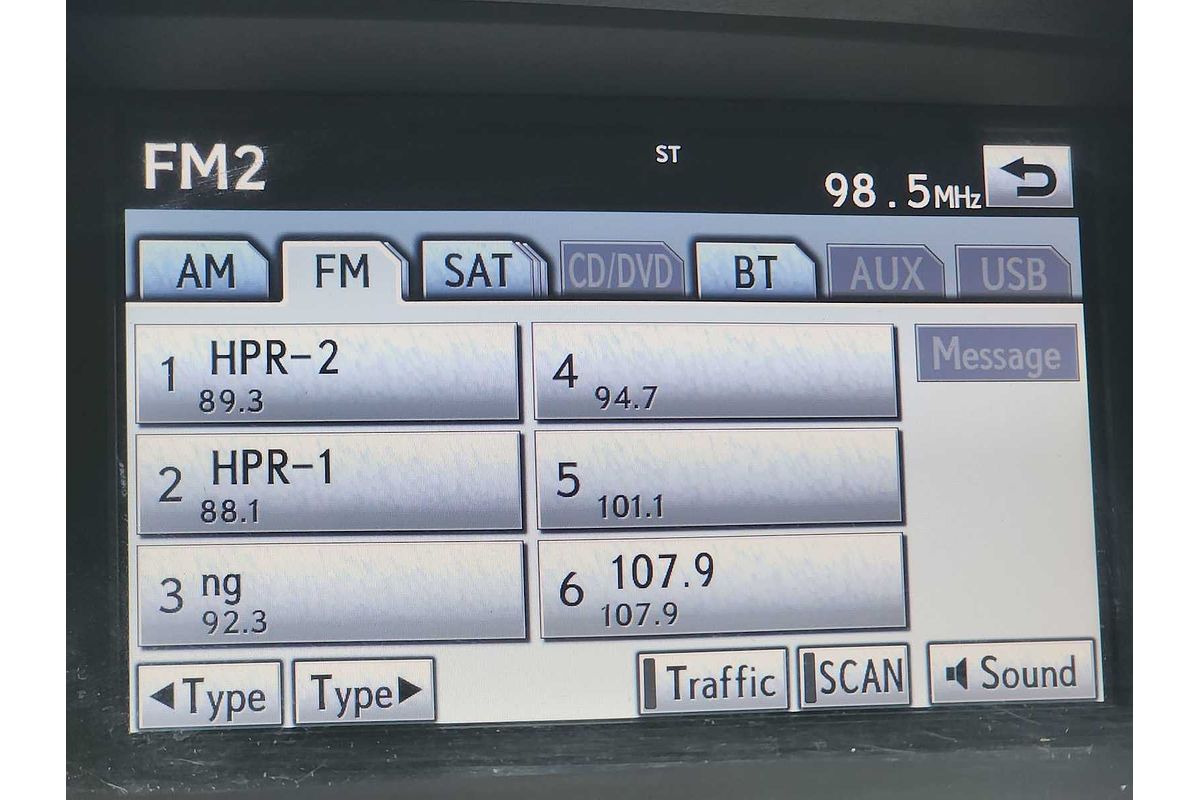 FM2
ST
98.5MHz
AM FM SAT CD/DVD BT AUX USB
1 HPR-2
89.3
4
94.7
Message
2 HPR-1
88.1
5
101.1
3 ng
92.3
6 107.9
107.9
◀Type Type▶ Traffic SCAN Sound